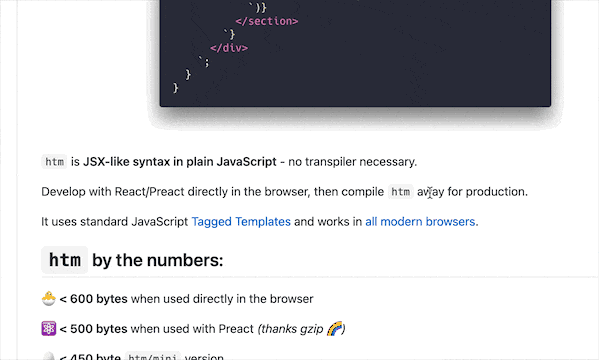 `)}
</section>
`}
</div>
`;
}
}
htm is JSX-like syntax in plain JavaScript - no transpiler necessary.
Develop with React/Preact directly in the browser, then compile htm away for production.
It uses standard JavaScript Tagged Templates and works in all modern browsers.
htm by the numbers:
🐣 < 600 bytes when used directly in the browser
⚛️ < 500 bytes when used with Preact (thanks gzip 🌈)
🥚 < 450 byte htm/mini version